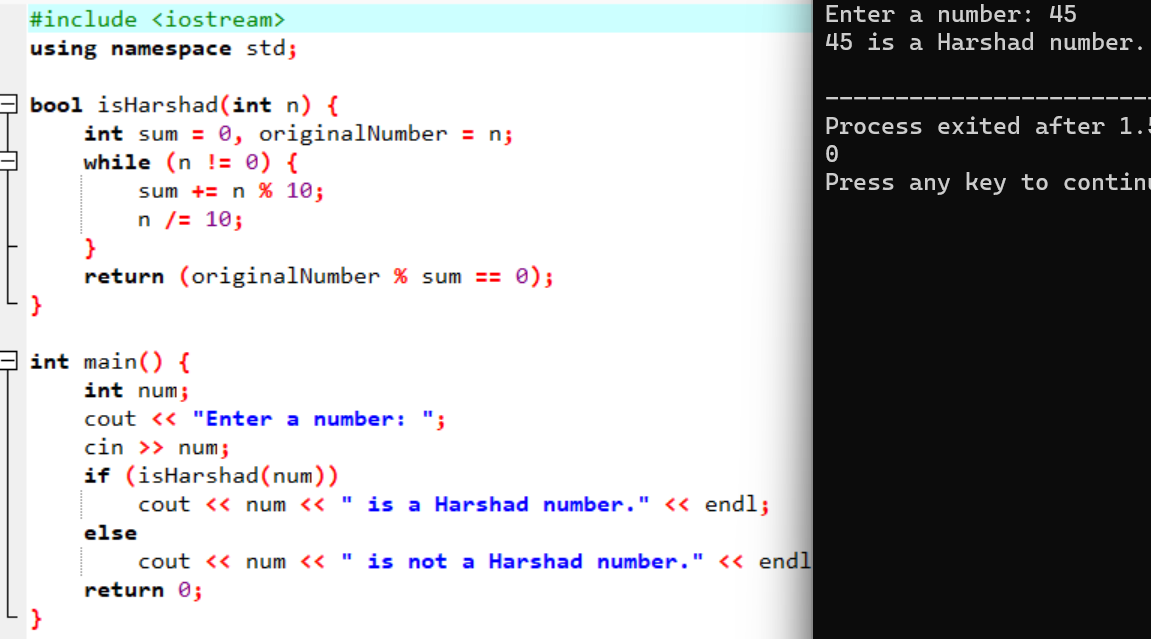 #include <iostream>
using namespace std;
bool isHarshad(int n) {
int sum = 0, originalNumber = n;
while (n != 0) {
sum += n % 10;
n /= 10;
}
return (originalNumber % sum == 0);
}
int main() {
int num;
cout << "Enter a number: ";
cin >> num;
if (isHarshad(num))
cout << num << " is a Harshad number." << endl;
else
cout << num << " is not a Harshad number." << endl
return 0;
}
Enter a number: 45
45 is a Harshad number.
------------------------
Process exited after 1.5
0
Press any key to continu